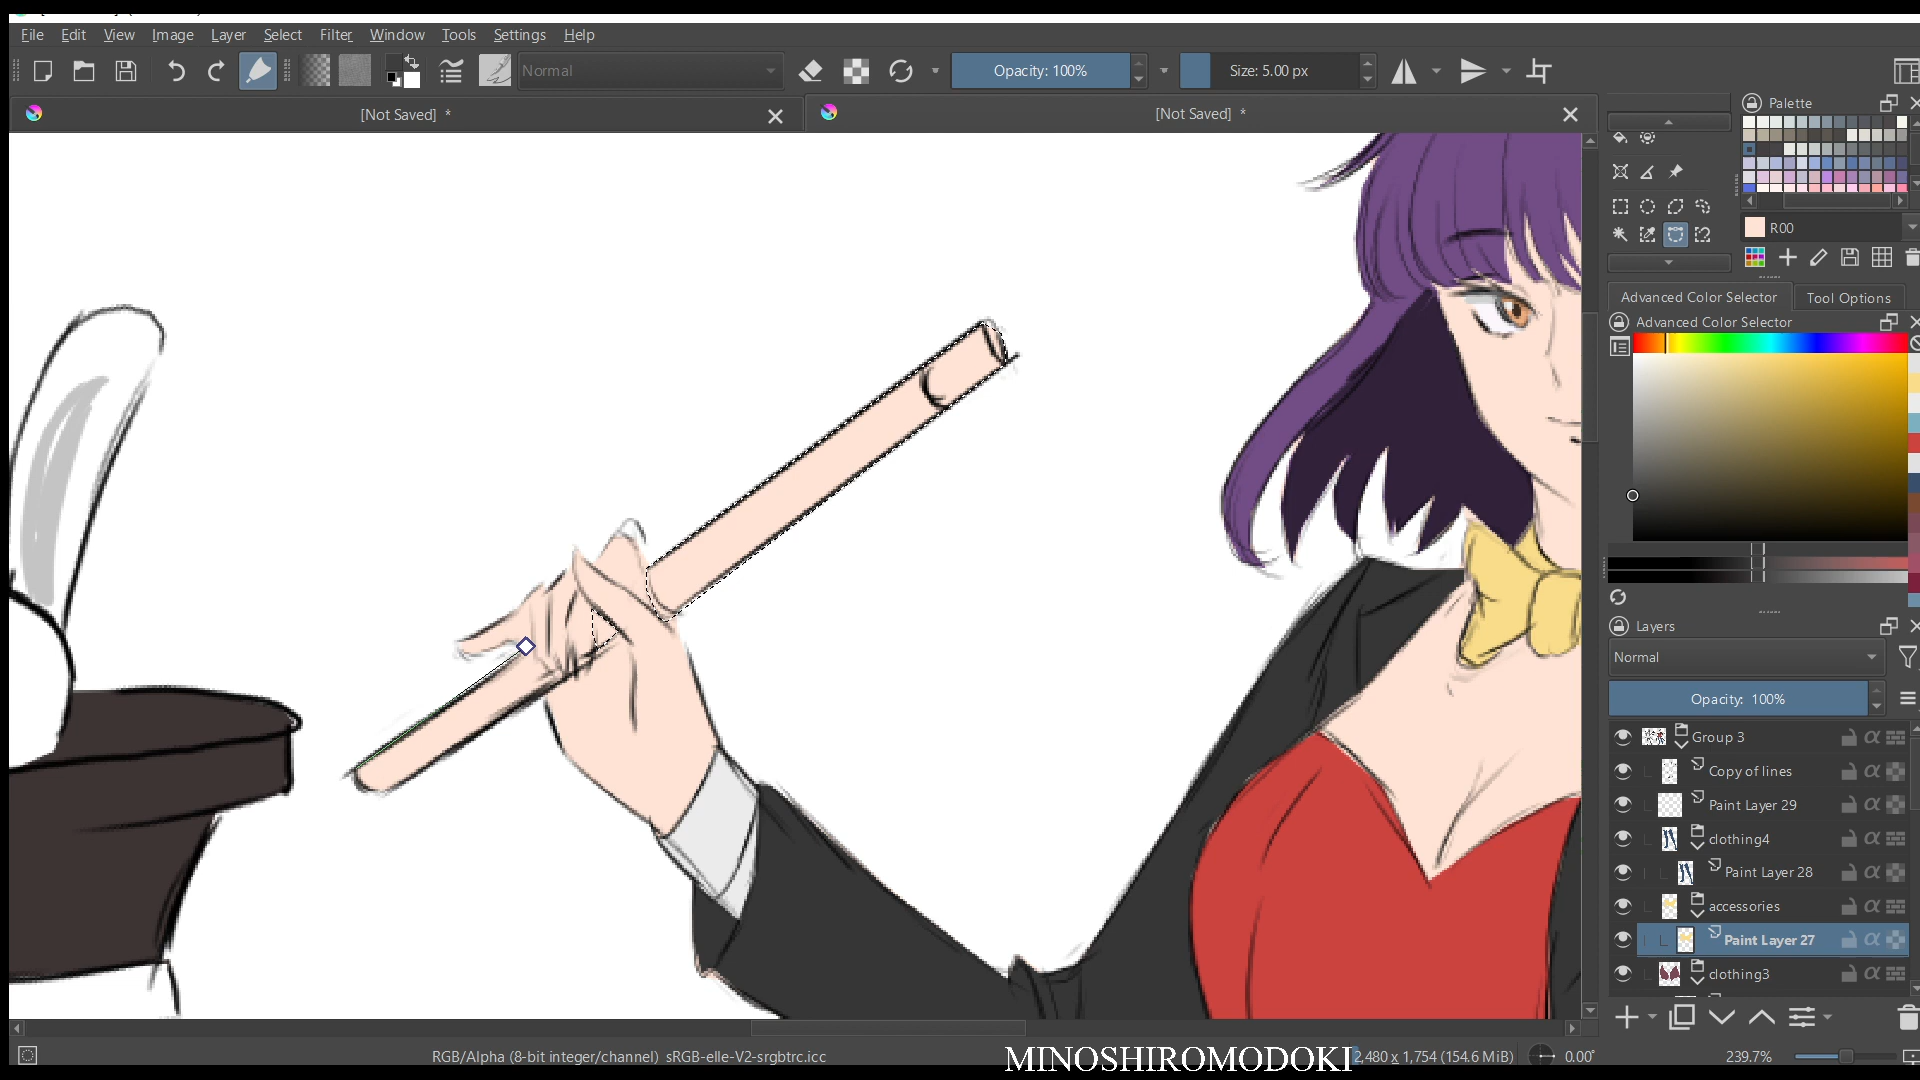 File Edit View Image Layer Select Filter Window Tools Settings Help
Normal
Opacity: 100%
Size: 5.00 px
[Not Saved] *
[Not Saved] *
Palette
R00
Advanced Color Selector
Tool Options
Advanced Color Selector
Layers
Normal
Opacity: 100%
Group 3
Copy of lines
Paint Layer 29
clothing4
Paint Layer 28
accessories
Paint Layer 27
clothing3
RGB/Alpha (8-bit integer/channel) sRGB-elle-V2-srgbtrc.icc
MINOSHIROMODOKI
2,480 x 1,754 (154.6 MiB)
0.00°
239.7%